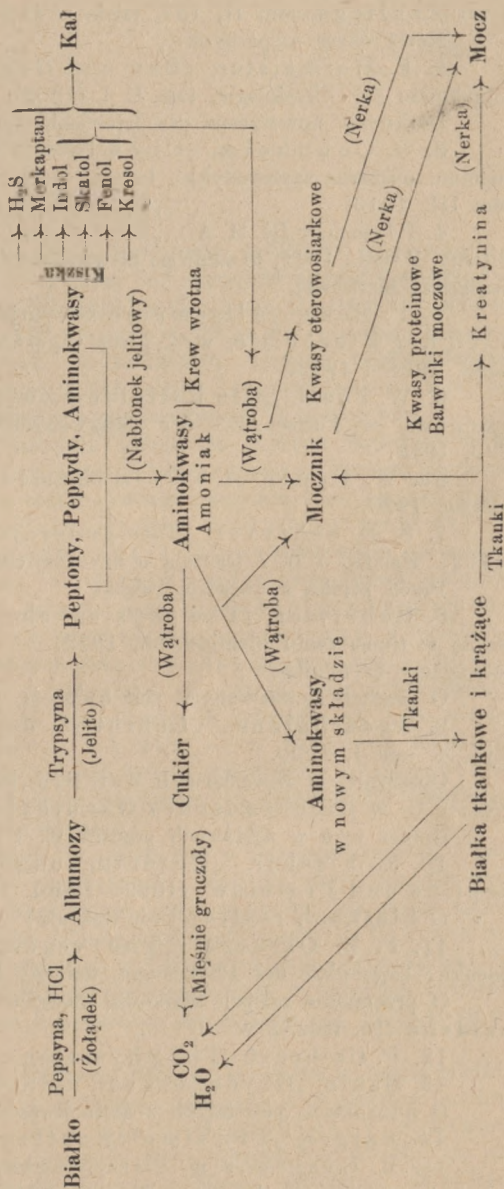 Białko
Pepsyna, HCl
(Żołądek)
Albumozy
Trypsyna
(Jelito)
Peptony, Peptydy, Aminokwasy
Kiszka
H₂S
Merkaptan
Indol
Skatol
Fenol
Kresol
Kał
(Nabłonek jelitowy)
CO₂
H₂O
(Mięśnie gruczoły)
Cukier
(Wątroba)
Aminokwasy
Amoniak
Krew wrotna
(Wątroba)
(Wątroba)
Aminokwasy
w nowym składzie
Mocznik
Kwasy eterowosiarkowe
(Nerka)
(Nerka)
Tkanki
Kwasy proteinowe
Barwniki moczowe
Białka tkankowe i krążące
Tkanki
Kreatynina
(Nerka)
Mocz